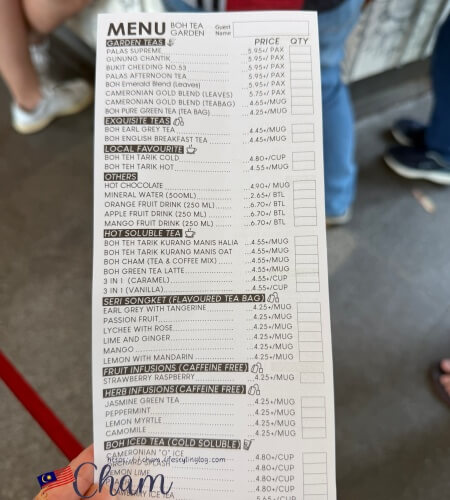 MENU BOH TEA GARDEN Guest Name
GARDEN TEAS PRICE QTY
PALAS SUPREME 5.95+/ PAX
GUNUNG CHANTIK 5.95+/ PAX
BUKIT CHEEDING NO.53 5.95+/ PAX
PALAS AFTERNOON TEA 5.95+/ PAX
BOH Emerald Blend (Leaves) 5.95+/ PAX
CAMERONIAN GOLD BLEND (LEAVES) 5.75+/ PAX
CAMERONIAN GOLD BLEND (TEABAG) 4.65+/MUG
BOH PURE GREEN TEA (TEA BAG) 4.25+/MUG
EXQUISITE TEAS
BOH EARL GREY TEA 4.45+/MUG
BOH ENGLISH BREAKFAST TEA 4.45+/MUG
LOCAL FAVOURITE
BOH TEH TARIK COLD 4.80+/CUP
BOH TEH TARIK HOT 4.55+/MUG
OTHERS
HOT CHOCOLATE 4.90+/ MUG
MINERAL WATER (500ML) 2.65+/ BTL
ORANGE FRUIT DRINK (250 ML) 6.70+/ BTL
APPLE FRUIT DRINK (250 ML) 6.70+/ BTL
MANGO FRUIT DRINK (250 ML) 6.70+/ BTL
HOT SOLUBLE TEA
BOH TEH TARIK KURANG MANIS HALIA 4.55+/MUG
BOH TEH TARIK KURANG MANIS OAT 4.55+/MUG
BOH CHAM (TEA & COFFEE MIX) 4.55+/MUG
BOH GREEN TEA LATTE 4.55+/MUG
3 IN 1 (CARAMEL) 4.55+/CUP
3 IN 1 (VANILLA) 4.55+/CUP
SERI SONGKET (FLAVOURED TEA BAG)
EARL GREY WITH TANGERINE 4.25+/MUG
PASSION FRUIT 4.25+/MUG
LYCHEE WITH ROSE 4.25+/MUG
LIME AND GINGER 4.25+/MUG
MANGO 4.25+/MUG
LEMON WITH MANDARIN 4.25+/MUG
FRUIT INFUSIONS (CAFFEINE FREE)
STRAWBERRY RASPBERRY 4.25+/MUG
HERB INFUSIONS(CAFFEINE FREE)
JASMINE GREEN TEA 4.25+/MUG
PEPPERMINT 4.25+/MUG
LEMON MYRTLE 4.25+/MUG
CAMOMILE 4.25+/MUG
BOH ICED TEA (COLD SOLUBLE)
CAMERONIAN "O" ICE 4.80+/CUP
ORCHARD SPLASH 4.80+/CUP
LEMON LIME 4.80+/CUP
ICE TEA 5.65+/CUP
Cham